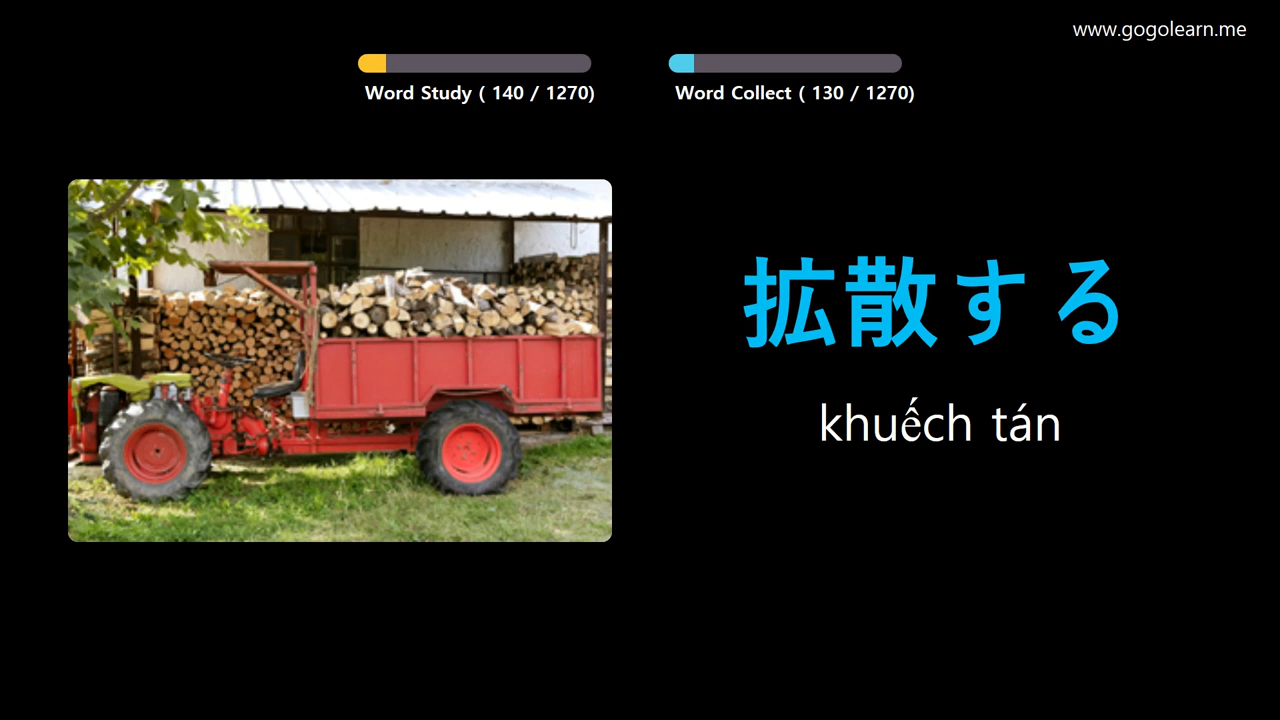 www.gogolearn.me
Word Study ( 140 / 1270)
Word Collect ( 130 / 1270)
拡散する
khuếch tán